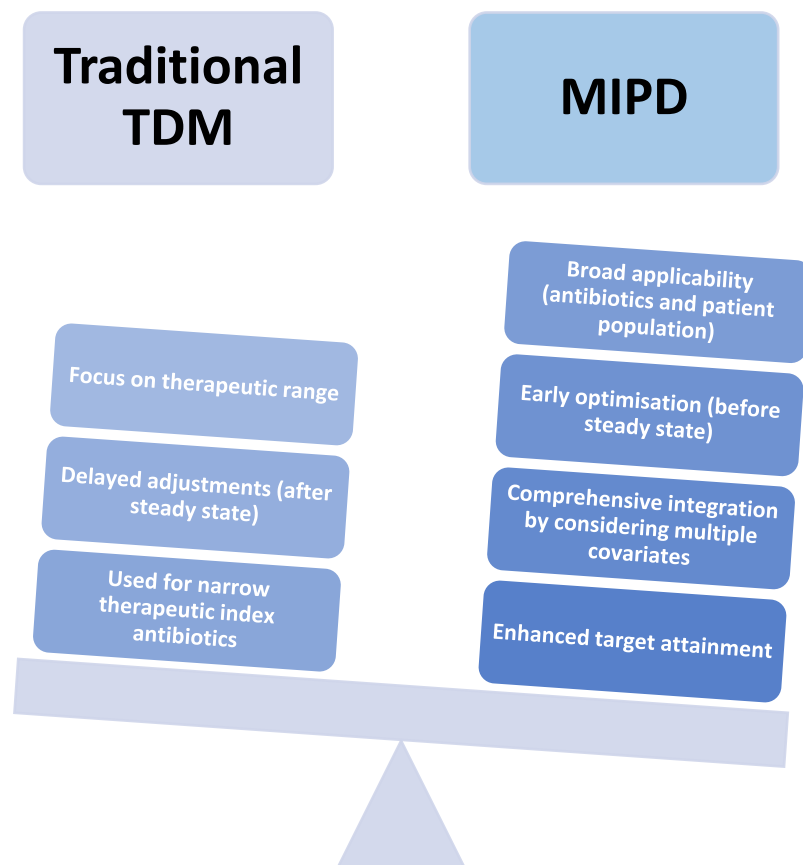 Traditional
TDM
MIPD
Focus on therapeutic range
Delayed adjustments (after
steady state)
Used for narrow
therapeutic index
antibiotics
Broad applicability
(antibiotics and patient
population)
Early optimisation (before
steady state)
Comprehensive integration
by considering multiple
covariates
Enhanced target attainment